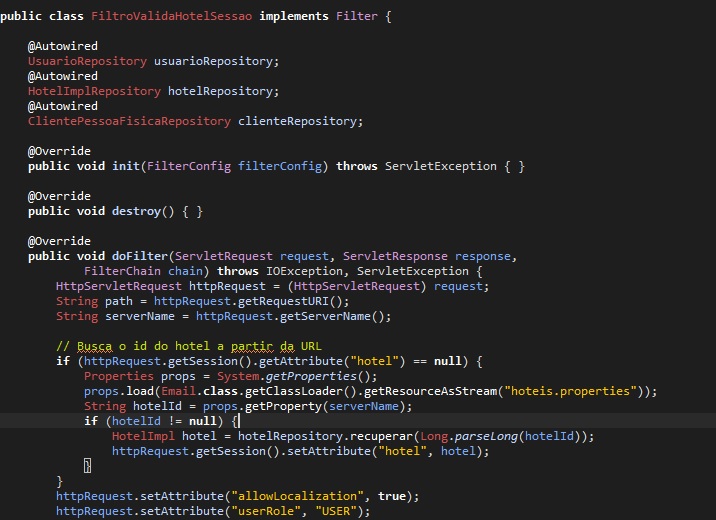 public class FiltroValidaHotelSessao implements Filter {
@Autowired
UsuarioRepository usuarioRepository;
@Autowired
HotelImplRepository hotelRepository;
@Autowired
ClientePessoaFisicaRepository clienteRepository;
@Override
public void init(FilterConfig filterConfig) throws ServletException { }
@Override
public void destroy() { }
@Override
public void doFilter(ServletRequest request, ServletResponse response,
FilterChain chain) throws IOException, ServletException {
HttpServletRequest httpRequest = (HttpServletRequest) request;
String path = httpRequest.getRequestURI();
String serverName = httpRequest.getServerName();
// Busca o id do hotel a partir da URL
if (httpRequest.getSession().getAttribute("hotel") == null) {
Properties props = System.getProperties();
props.load(Email.class.getClassLoader().getResourceAsStream("hoteis.properties"));
String hotelId = props.getProperty(serverName);
if (hotelId != null) {
HotelImpl hotel = hotelRepository.recuperar(Long.parseLong(hotelId));
httpRequest.getSession().setAttribute("hotel", hotel);
}
}
httpRequest.setAttribute("allowLocalization", true);
httpRequest.setAttribute("userRole", "USER");